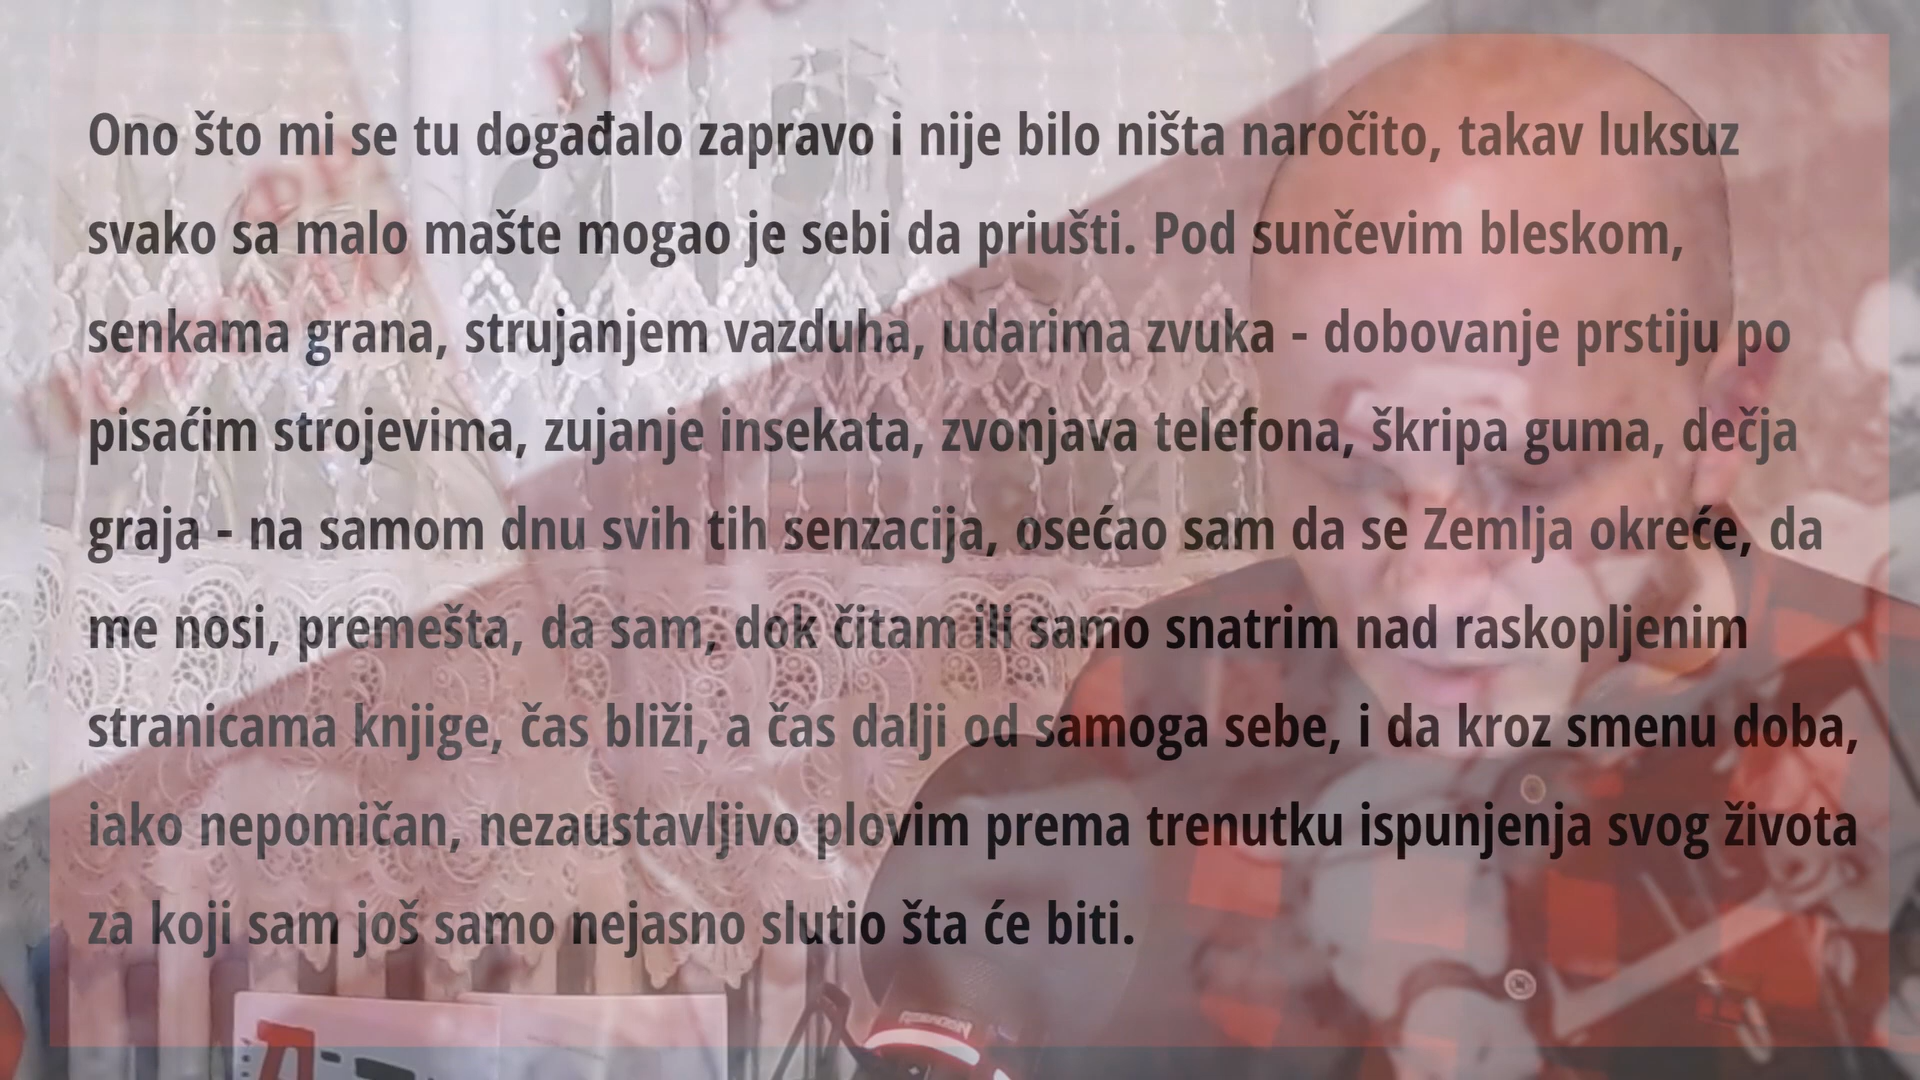 ПОР
Ono što mi se tu događalo zapravo i nije bilo ništa naročito, takav luksuz
svako sa malo mašte mogao je sebi da priušti. Pod sunčevim bleskom,
senkama grana, strujanjem vazduha, udarima zvuka - dobovanje prstiju po
pisaćim strojevima, zujanje insekata, zvonjava telefona, škripa guma, dečja
graja - na samom dnu svih tih senzacija, osećao sam da se Zemlja okreće, da
me nosi, premešta, da sam, dok čitam ili samo snatrim nad raskopljenim
stranicama knjige, čas bliži, a čas dalji od samoga sebe, i da kroz smenu doba,
iako nepomičan, nezaustavljivo plovim prema trenutku ispunjenja svog života
za koji sam još samo nejasno slutio šta će biti.